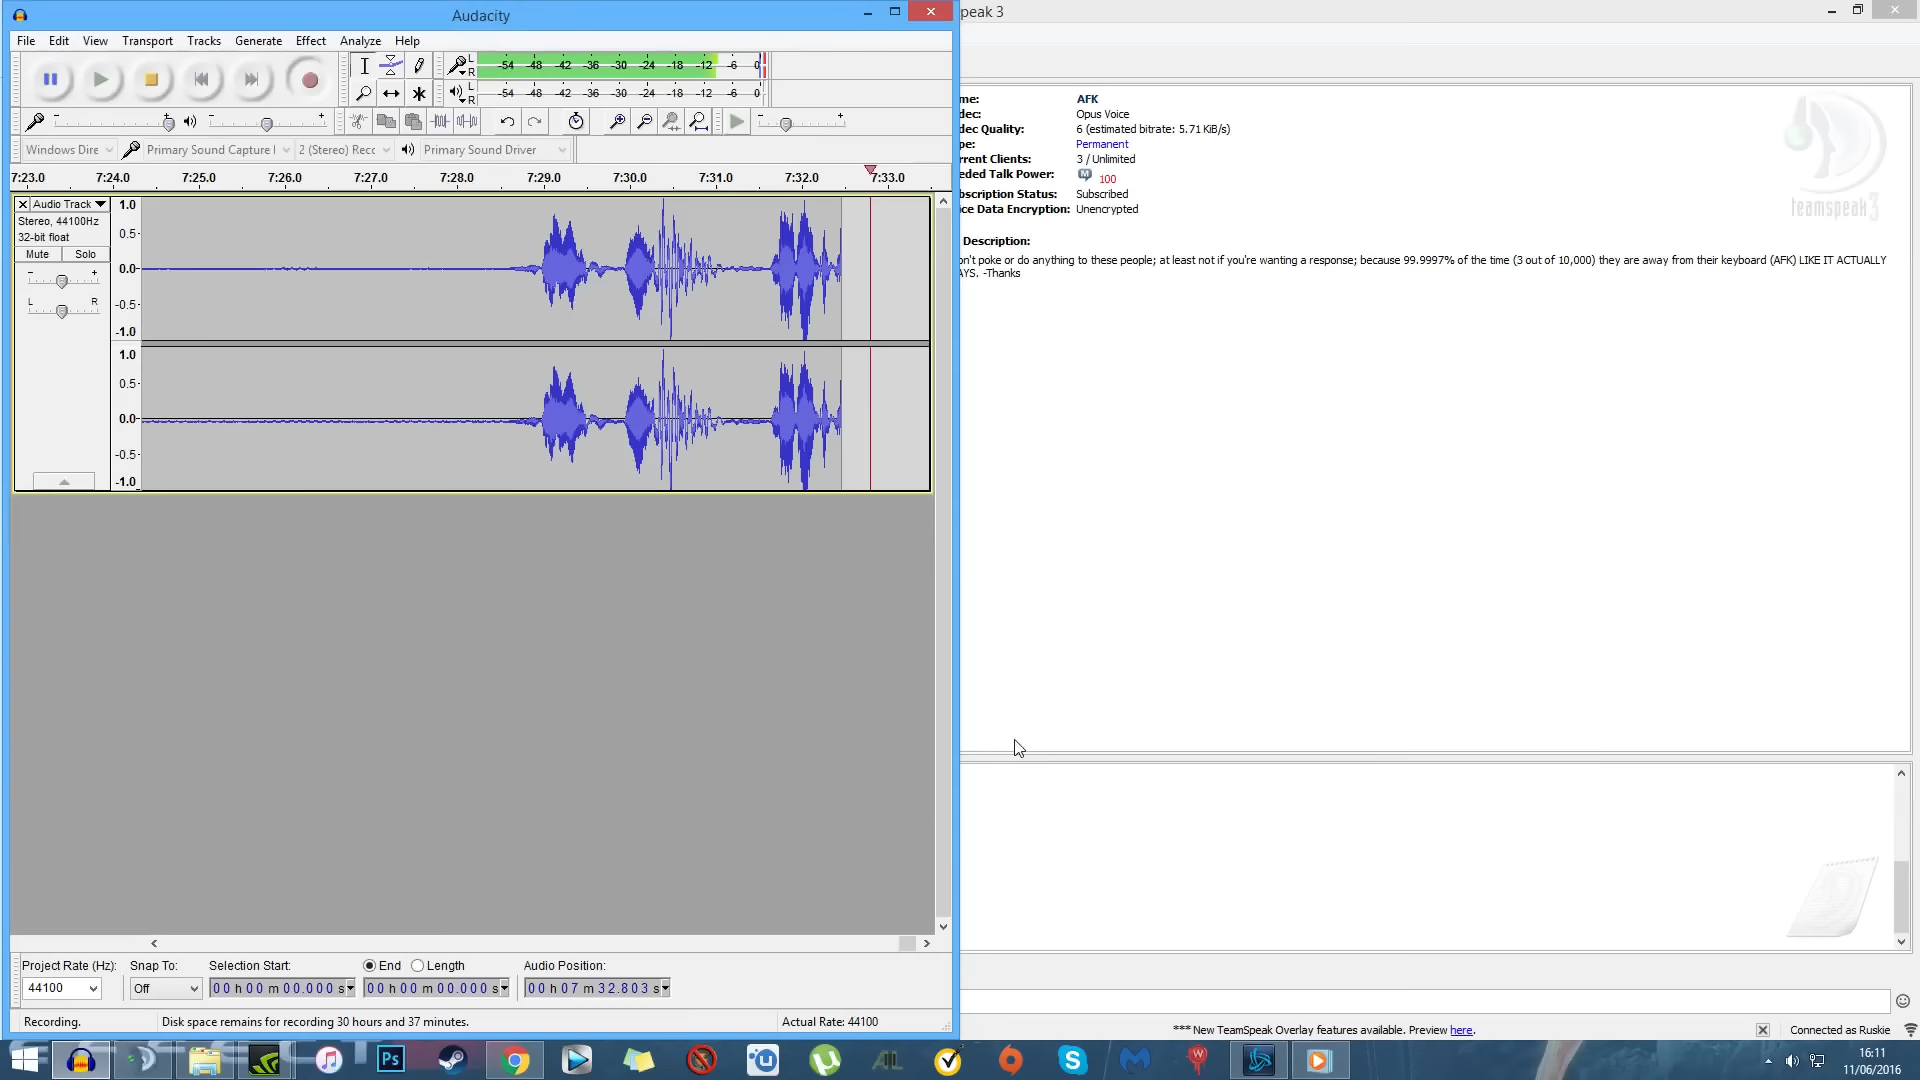 Audacity
peak 3
File Edit View Transport Tracks Generate Effect Analyze Help
L
R
-54 -48 -42 -36 -30 -24 -18 -12 -6 0
L
R
-54 -48 -42 -36 -30 -24 -18 -12 -6 0
Windows Dire
Primary Sound Capture
2 (Stereo) Recc
Primary Sound Driver
7:23.0 7:24.0 7:25.0 7:26.0 7:27.0 7:28.0 7:29.0 7:30.0 7:31.0 7:32.0 7:33.0
Audio Track
Stereo, 44100Hz
32-bit float
Mute Solo
- +
L R
1.0
0.5-
0.0-
-0.5-
-1.0
1.0
0.5-
0.0-
-0.5-
-1.0
me: AFK
dec: Opus Voice
dec Quality: 6 (estimated bitrate: 5.71 KiB/s)
pe: Permanent
rrent Clients: 3 / Unlimited
eded Talk Power: 100
bscription Status: Subscribed
ice Data Encryption: Unencrypted
Description:
n't poke or do anything to these people; at least not if you're wanting a response; because 99.9997% of the time (3 out of 10,000) they are away from their keyboard (AFK) LIKE IT ACTUALLY
AYS. -Thanks
teamspeak3
Project Rate (Hz): Snap To: Selection Start: End Length Audio Position:
44100 Off 00 h 00 m 00.000 s 00 h 00 m 00.000 s 00 h 07 m 32.803 s
Recording. Disk space remains for recording 30 hours and 37 minutes. Actual Rate: 44100
*** New TeamSpeak Overlay features available. Preview here.
Connected as Ruskie
Ps
16:11
11/06/2016